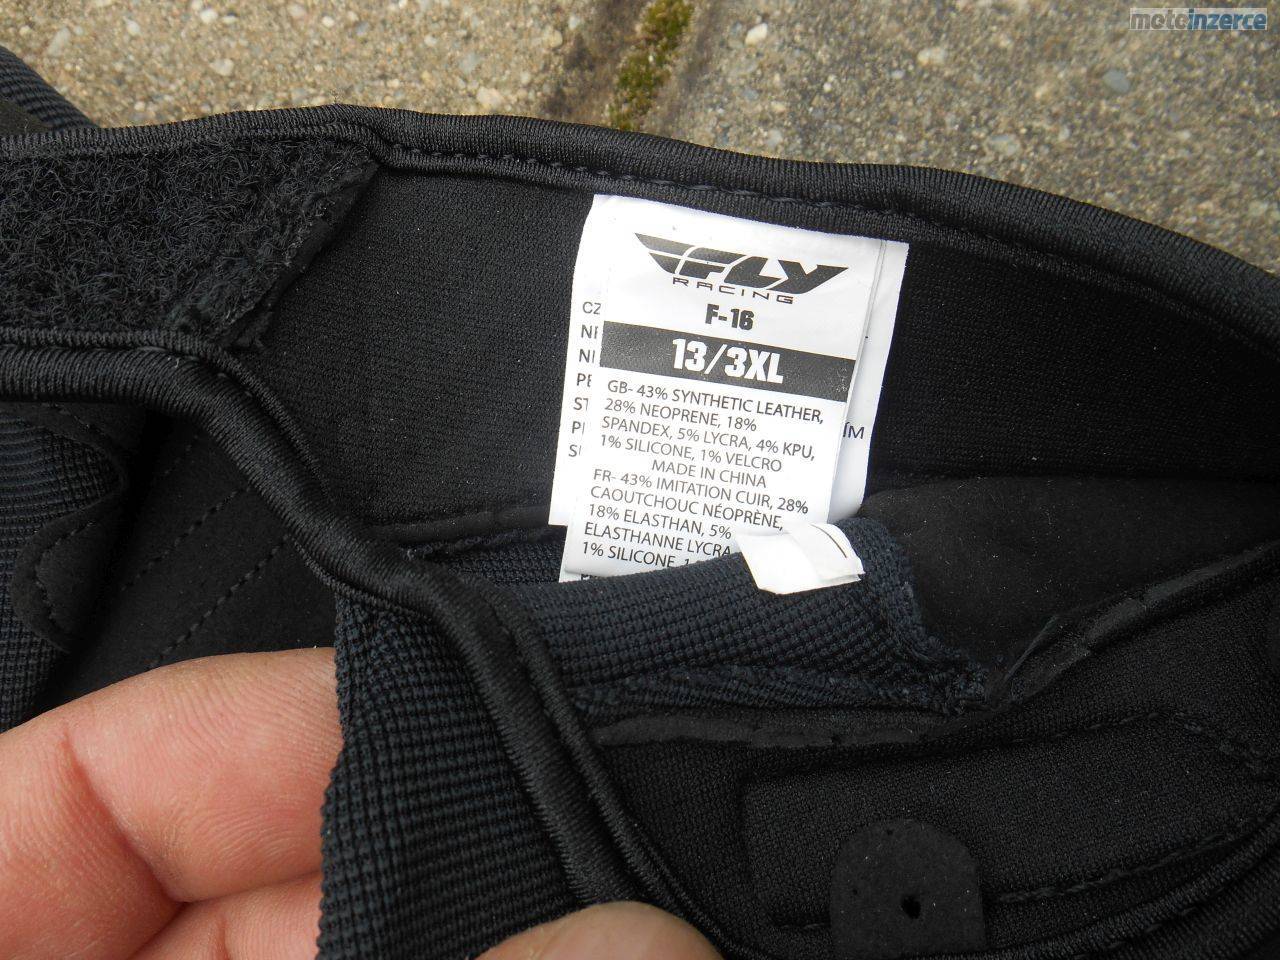 motoinzerce
FLY
RACING
F-16
13/3XL
GB- 43% SYNTHETIC LEATHER,
28% NEOPRENE, 18%
SPANDEX, 5% LYCRA, 4% KPU,
1% SILICONE, 1% VELCRO
MADE IN CHINA
FR- 43% IMITATION CUIR, 28%
CAOUTCHOUC NÉOPRÈNE,
18% ELASTHAN, 5%
ELASTHANNE LYCRA
1% SILICONE,
CZ